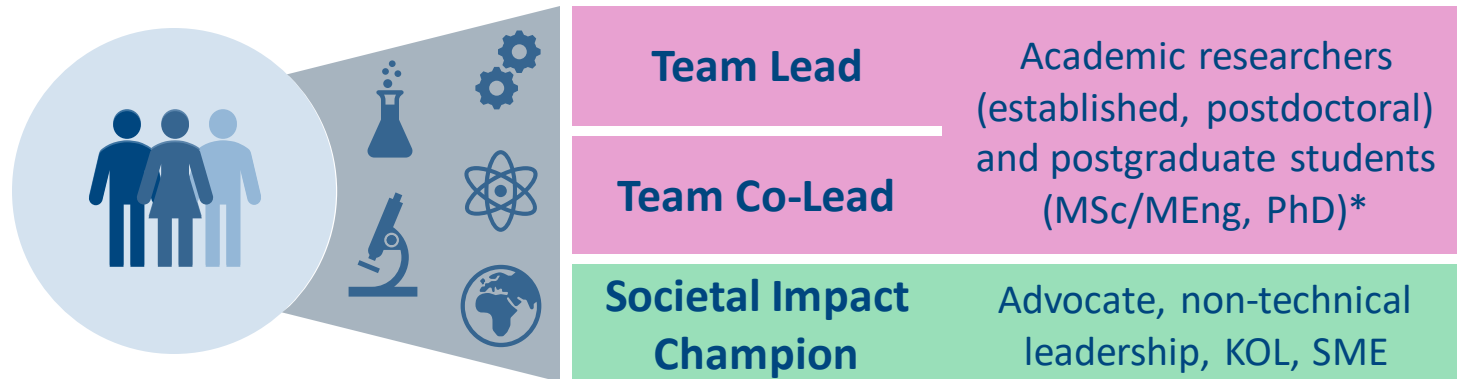 Team Lead
Academic researchers
(established, postdoctoral)
and postgraduate students
(MSc/MEng, PhD)*
Team Co-Lead
Societal Impact
Champion
Advocate, non-technical
leadership, KOL, SME